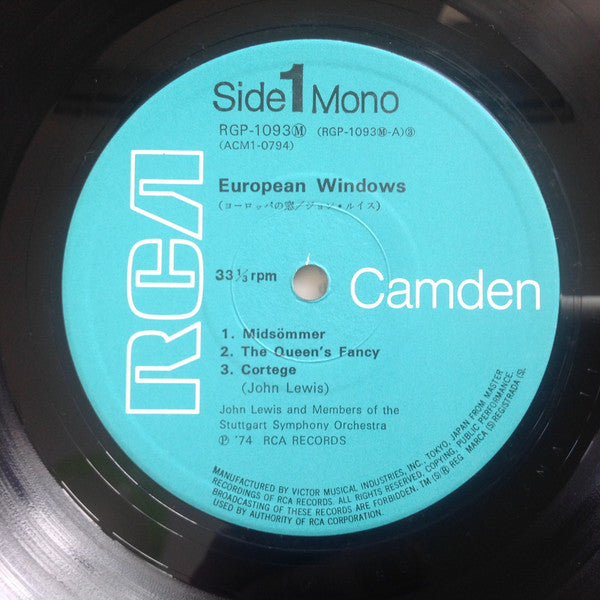 Side 1 Mono
RGP-1093Ⓜ (RGP-1093Ⓜ-A)③
(ACM1-0794)
European Windows
(ヨーロッパの窓/ジョン・ルイス)
RCA
33 1/3 rpm
Camden
1. Midsömmer
2. The Queen's Fancy
3. Cortege
(John Lewis)
John Lewis and Members of the
Stuttgart Symphony Orchestra
℗ '74 RCA RECORDS
MANUFACTURED BY VICTOR MUSICAL INDUSTRIES, INC. TOKYO, JAPAN FROM MASTER
RECORDINGS OF RCA RECORDS. ALL RIGHTS RESERVED, COPYING, PUBLIC PERFORMANCE,
BROADCASTING OF THESE RECORDS ARE FORBIDDEN. TM(S)® REG MARCA(S) REGISTRADA(S).
USED BY AUTHORITY OF RCA CORPORATION.